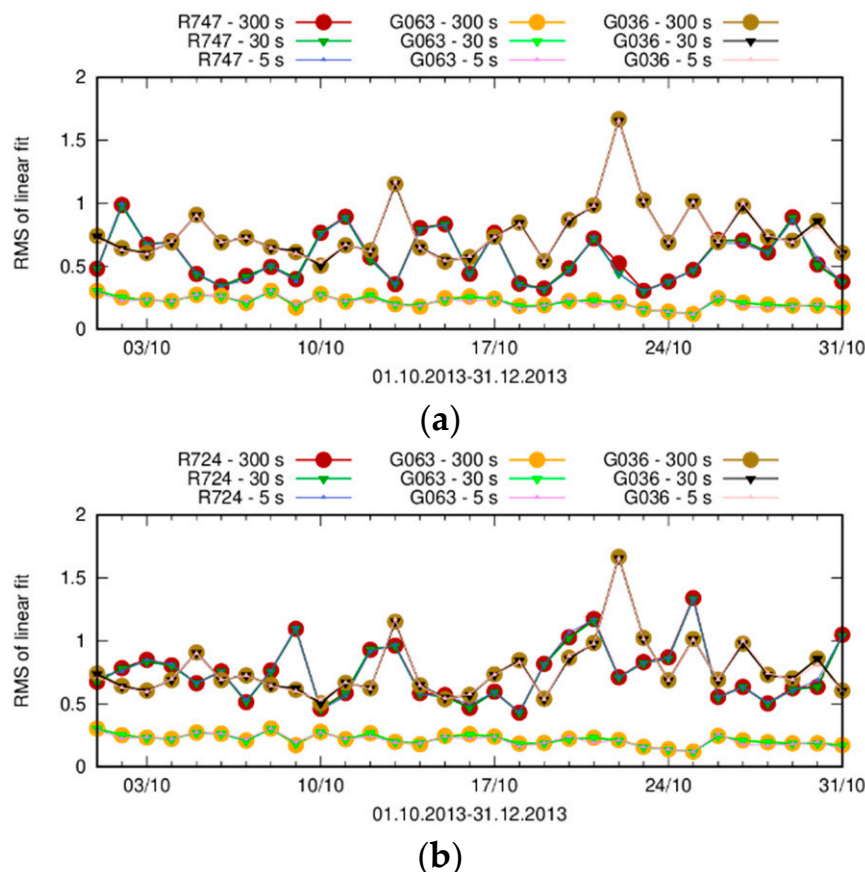 R747 - 300 s G063 - 300 s G036 - 300 s
R747 - 30 s G063 - 30 s G036 - 30 s
R747 - 5 s G063 - 5 s G036 - 5 s
2
1.5
1
0.5
0
RMS of linear fit
03/10 10/10 17/10 24/10 31/10
01.10.2013-31.12.2013
(a)
R724 - 300 s G063 - 300 s G036 - 300 s
R724 - 30 s G063 - 30 s G036 - 30 s
R724 - 5 s G063 - 5 s G036 - 5 s
2
1.5
1
0.5
0
RMS of linear fit
03/10 10/10 17/10 24/10 31/10
01.10.2013-31.12.2013
(b)